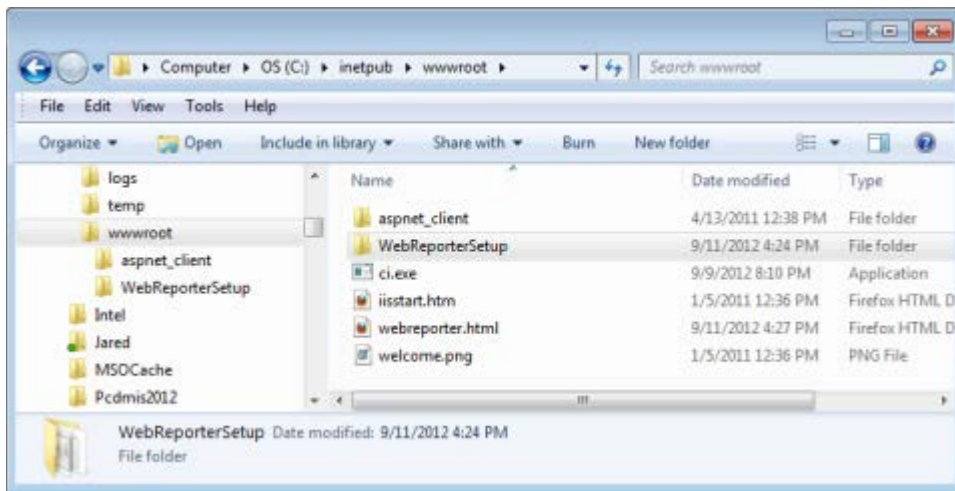 Computer ▸ OS (C:) ▸ inetpub ▸ wwwroot ▸ Search wwwroot
File Edit View Tools Help
Organize Open Include in library Share with Burn New folder
logs
temp
wwwroot
aspnet_client
WebReporterSetup
Intel
Jared
MSOCache
Pcdmis2012
Name Date modified Type
aspnet_client 4/13/2011 12:38 PM File folder
WebReporterSetup 9/11/2012 4:24 PM File folder
ci.exe 9/9/2012 8:10 PM Application
iisstart.htm 1/5/2011 12:36 PM Firefox HTML D
webreporter.html 9/11/2012 4:27 PM Firefox HTML D
welcome.png 1/5/2011 12:36 PM PNG File
WebReporterSetup Date modified: 9/11/2012 4:24 PM
File folder